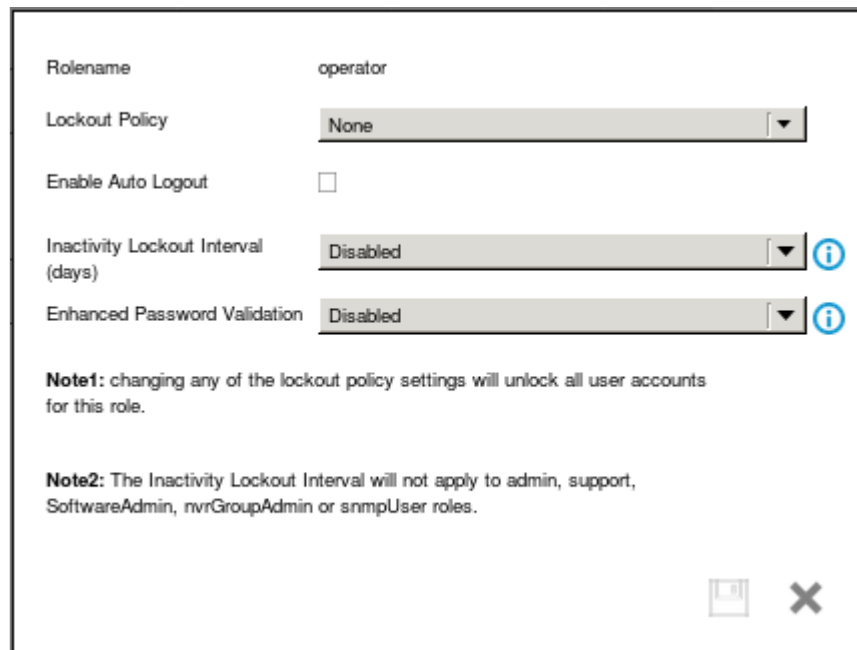 Rolename operator
Lockout Policy None
Enable Auto Logout
Inactivity Lockout Interval Disabled
(days)
Enhanced Password Validation Disabled
Note1: changing any of the lockout policy settings will unlock all user accounts
for this role.
Note2: The Inactivity Lockout Interval will not apply to admin, support,
SoftwareAdmin, nvrGroupAdmin or snmpUser roles.